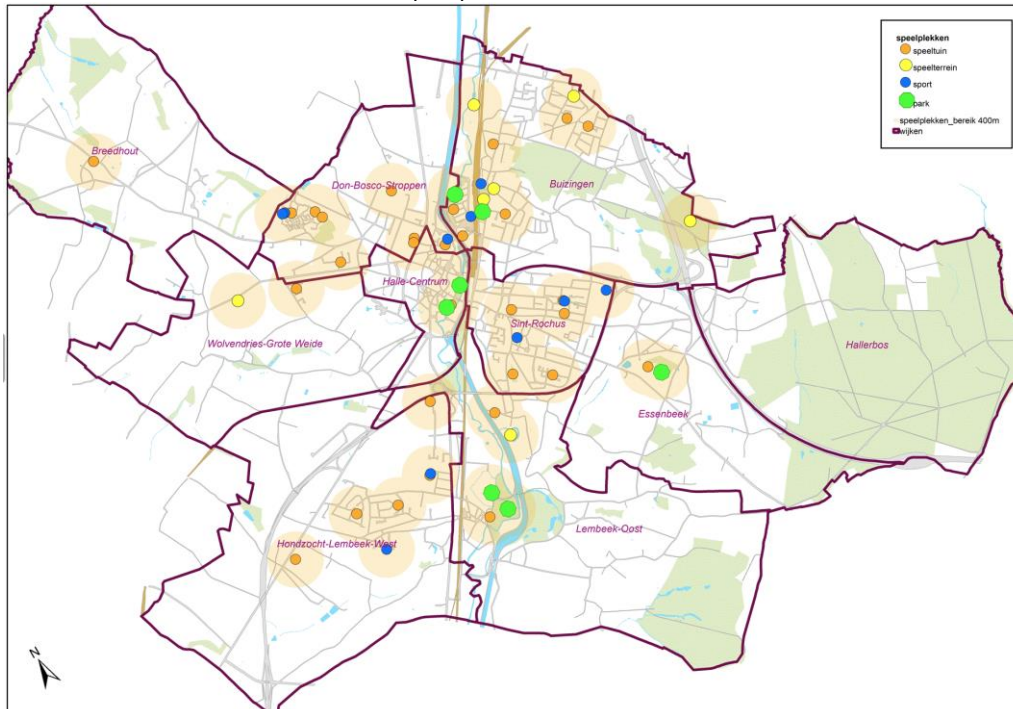 speelplekken
speeltuin
speelterrein
sport
park
speelplekken_bereik 400m
wijken
Breedhout
Don-Bosco-Stroppen
Buizingen
Halle-Centrum
Sint-Rochus
Wolvendries-Grote Weide
Hallerbos
Essenbeek
Lembeek-Oost
Hondzocht-Lembeek-West
N